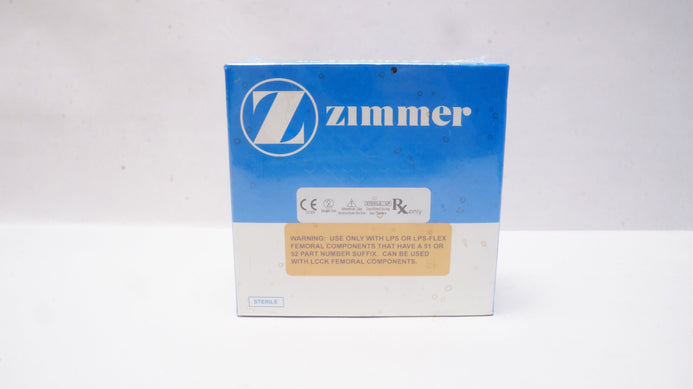 Z zimmer
CE STERILE Rx only
WARNING: USE ONLY WITH LPS OR LPS-FLEX
FEMORAL COMPONENTS THAT HAVE A 51 OR
52 PART NUMBER SUFFIX. CAN BE USED
WITH LCCK FEMORAL COMPONENTS.
STERILE